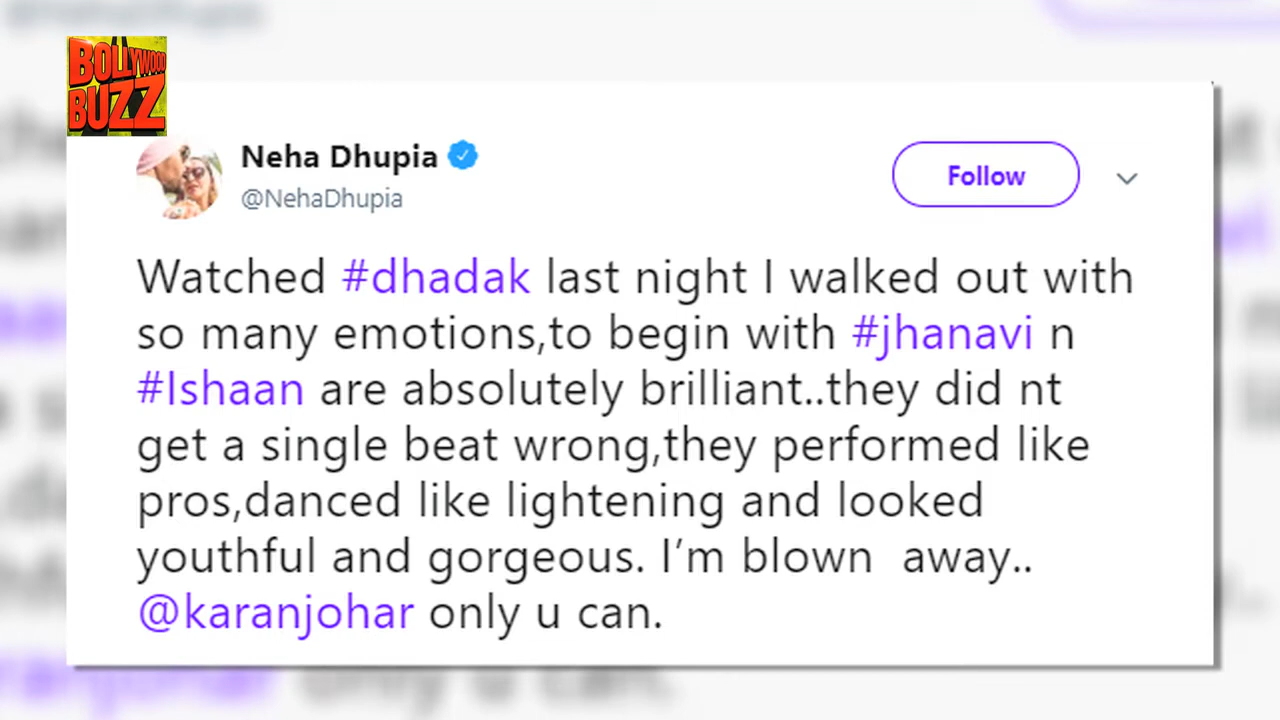 BOLLYWOOD
BUZZ
Neha Dhupia
@NehaDhupia
Follow
Watched #dhadak last night I walked out with
so many emotions,to begin with #jhanavi n
#Ishaan are absolutely brilliant..they did nt
get a single beat wrong,they performed like
pros,danced like lightening and looked
youthful and gorgeous. I’m blown  away..
@karanjohar only u can.